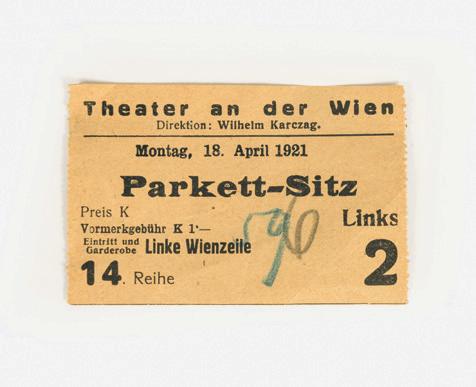 Theater an der Wien
Direktion: Wilhelm Karczag.
Montag, 18. April 1921
Parkett-Sitz
Preis K
Vormerkgebühr K 1·—
Links
Eintritt und
Garderobe Linke Wienzeile
14. Reihe
2